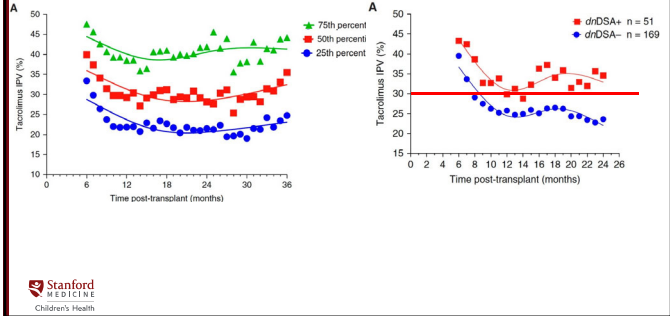 A
Tacrolimus IPV (%)
50
45
40
35
30
25
20
15
10
0
6
12
18
24
30
36
Time post-transplant (months)
75th percent
50th percenti
25th percent
A
Tacrolimus IPV (%)
50
45
40
35
30
25
20
15
0 2 4 6 8 10 12 14 16 18 20 22 24 26
Time post-transplant (months)
dnDSA+ n = 51
dnDSA− n = 169
Stanford
MEDICINE
Children's Health